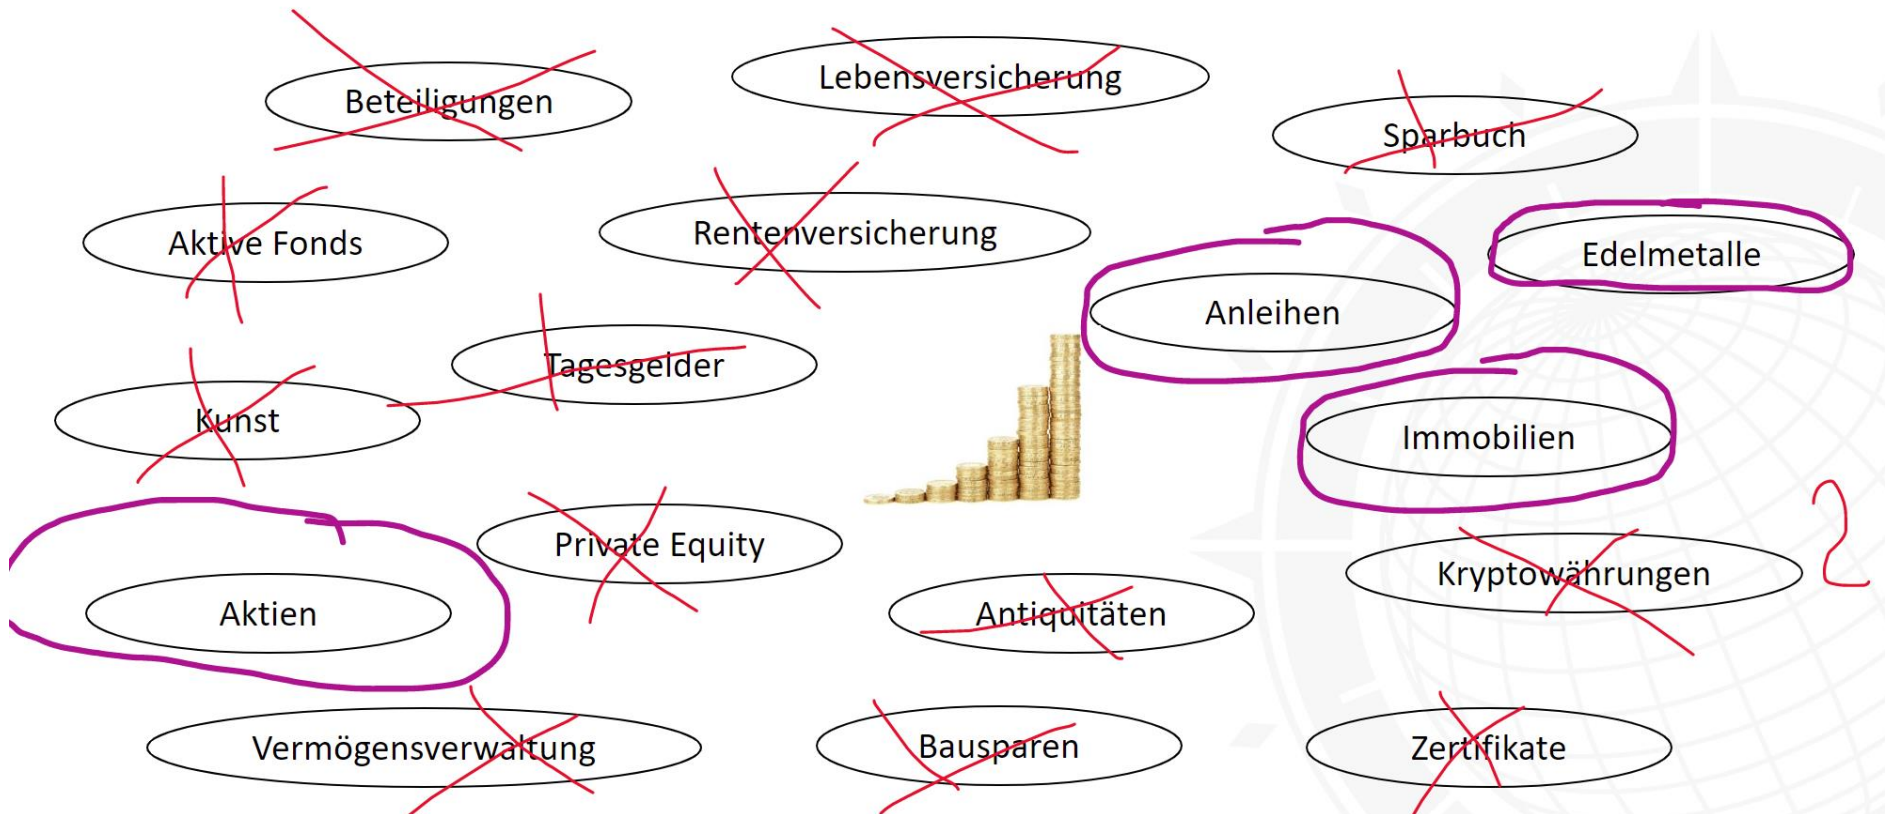 Beteiligungen
Lebensversicherung
Sparbuch
Aktive Fonds
Rentenversicherung
Edelmetalle
Anleihen
Tagesgelder
Kunst
Immobilien
Private Equity
Kryptowährungen
2
Aktien
Antiquitäten
Vermögensverwaltung
Bausparen
Zertifikate